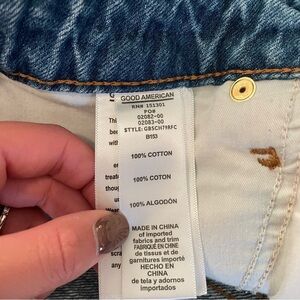 GOOD AMERICAN
RN# 151301
PO#
02082-00
02083-00
STYLE: GBSCH79RFC
B153
100% COTTON
100% COTON
100% ALGODÓN
MADE IN CHINA
of imported
fabrics and trim
FABRIQUÉ EN CHINE
de tissus et de
garnitures importés
HECHO EN
CHINA
de tela y adornos
importados